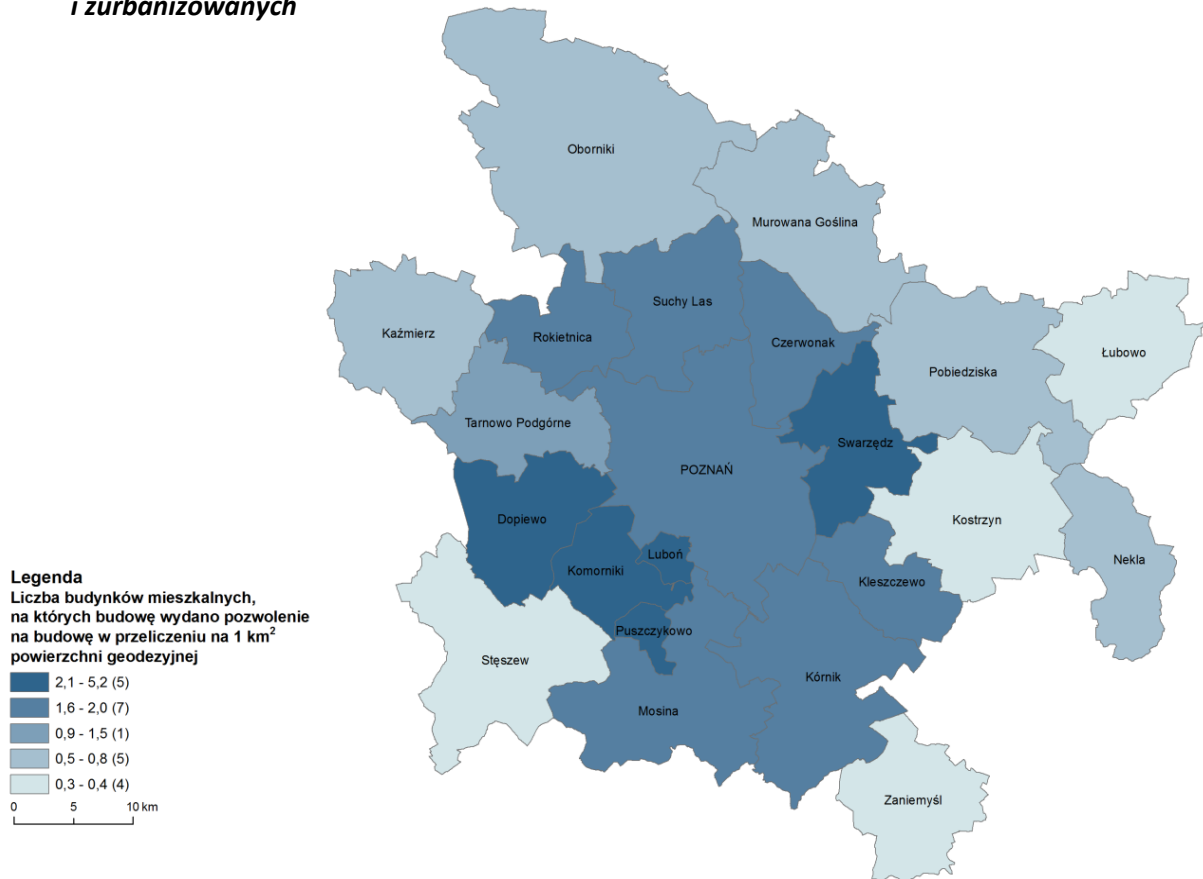 i zurbanizowanych
Oborniki
Murowana Goślina
Suchy Las
Kaźmierz
Rokietnica
Czerwonak
Łubowo
Pobiedziska
Tarnowo Podgórne
Swarzędz
POZNAŃ
Dopiewo
Kostrzyn
Luboń
Nekla
Komorniki
Kleszczewo
Puszczykowo
Stęszew
Kórnik
Mosina
Zaniemyśl
Legenda
Liczba budynków mieszkalnych,
na których budowę wydano pozwolenie
na budowę w przeliczeniu na 1 km²
powierzchni geodezyjnej
2,1 - 5,2 (5)
1,6 - 2,0 (7)
0,9 - 1,5 (1)
0,5 - 0,8 (5)
0,3 - 0,4 (4)
0 5 10 km